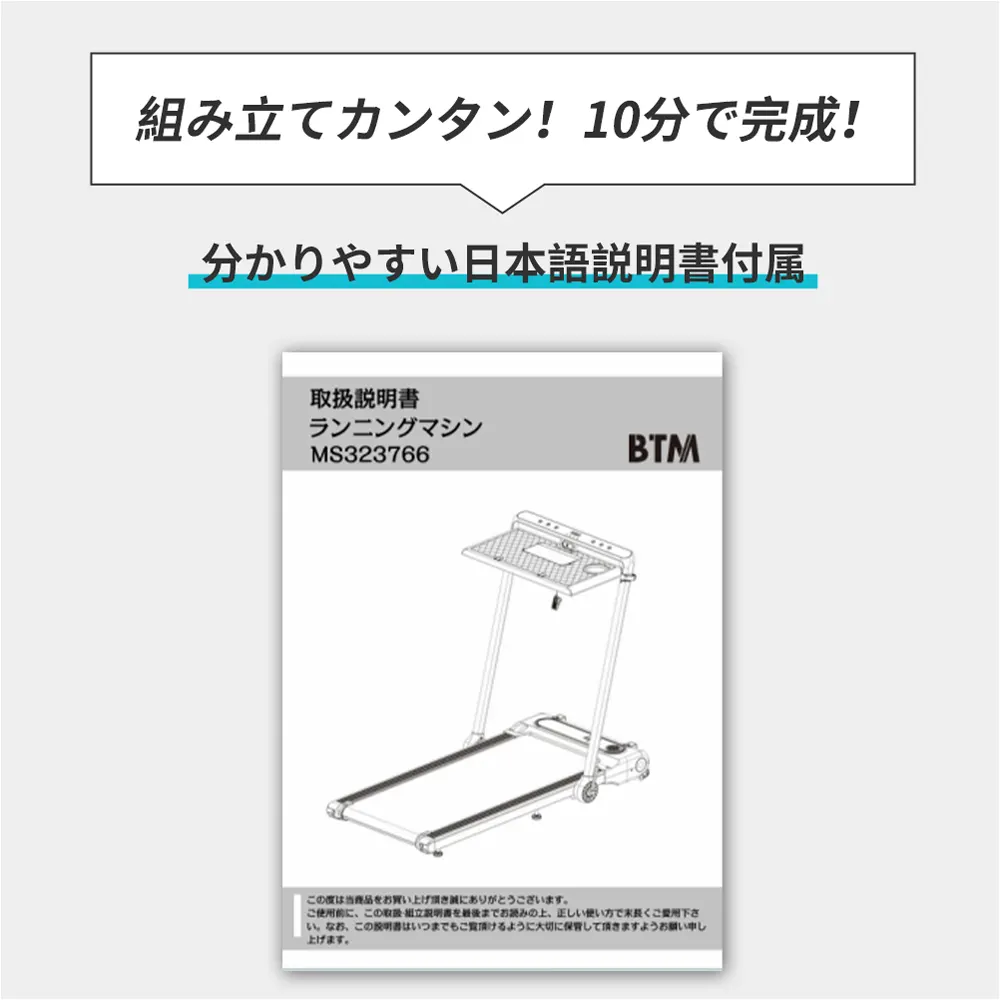 組み立てカンタン！10分で完成！
分かりやすい日本語説明書付属
取扱説明書
ランニングマシン
MS323766
BTM
この度は当商品をお買い上げ頂き誠にありがとうございます。
ご使用前に、この取扱・組立説明書を最後までお読みの上、正しい使い方で末長くご愛用下さ
い。なお、この説明書はいつまでもご覧頂けるように大切に保管して頂きますようお願い申し
上げます。